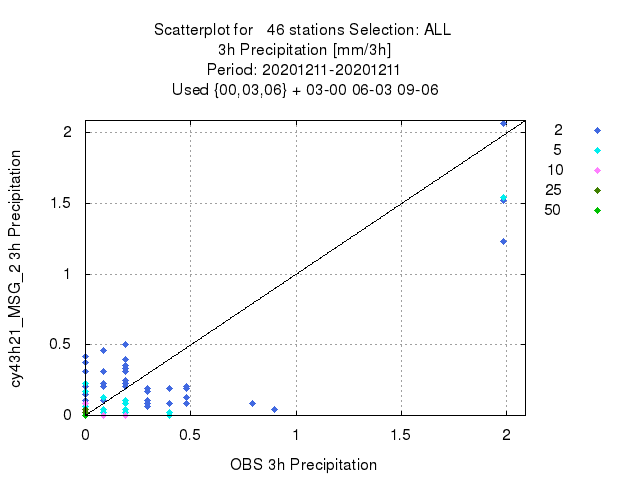 Scatterplot for   46 stations Selection: ALL
3h Precipitation [mm/3h]
Period: 20201211-20201211
Used {00,03,06} + 03-00 06-03 09-06
2
5
10
25
50
cy43h21_MSG_2 3h Precipitation
2
1.5
1
0.5
0
0 0.5 1 1.5 2
OBS 3h Precipitation